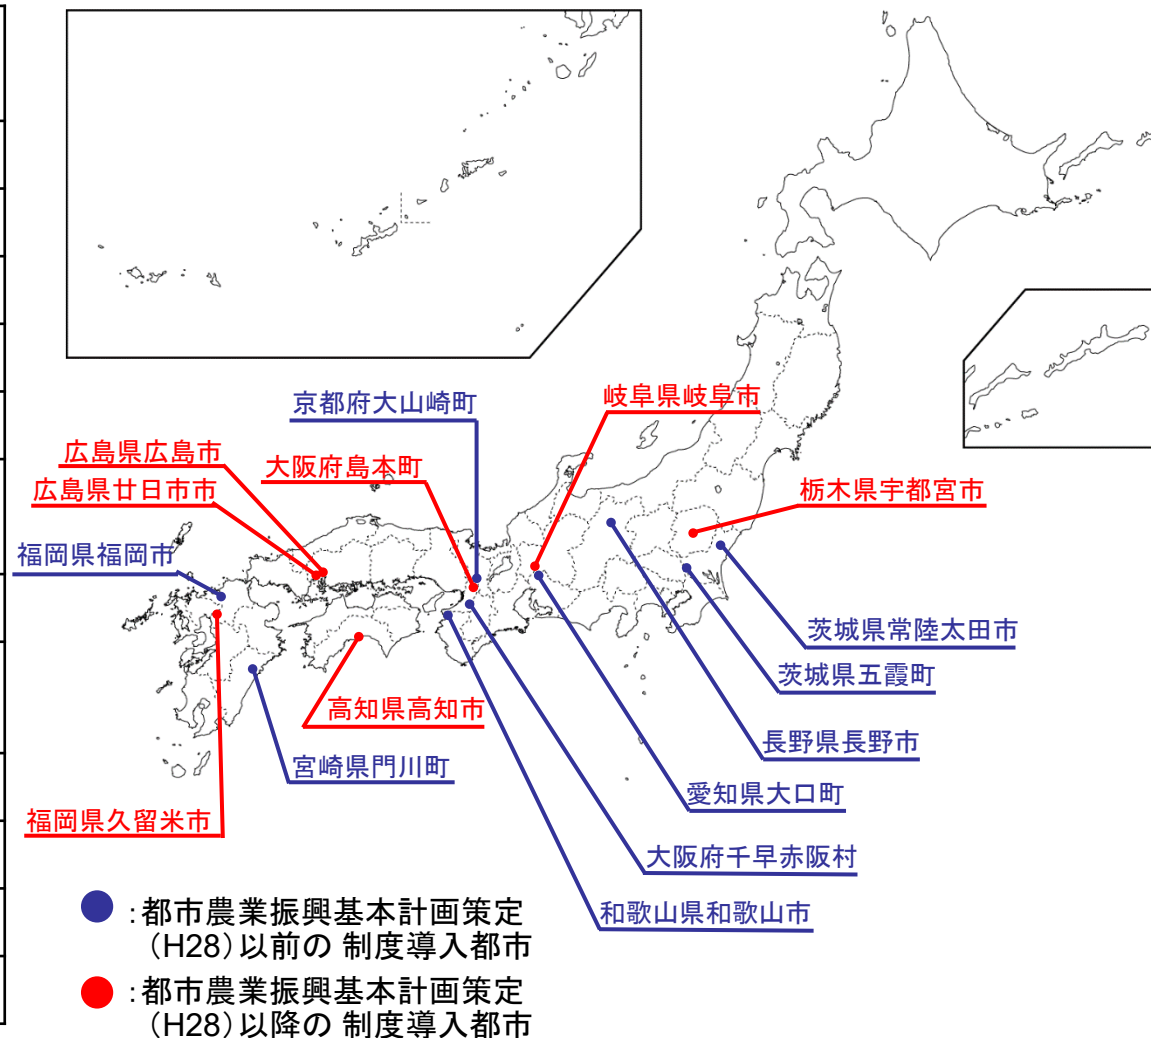 京都府大山崎町
岐阜県岐阜市
広島県広島市
大阪府島本町
広島県廿日市市
栃木県宇都宮市
福岡県福岡市
茨城県常陸太田市
茨城県五霞町
高知県高知市
長野県長野市
宮崎県門川町
愛知県大口町
福岡県久留米市
大阪府千早赤阪村
和歌山県和歌山市
：都市農業振興基本計画策定
（H28）以前の 制度導入都市
：都市農業振興基本計画策定
（H28）以降の 制度導入都市